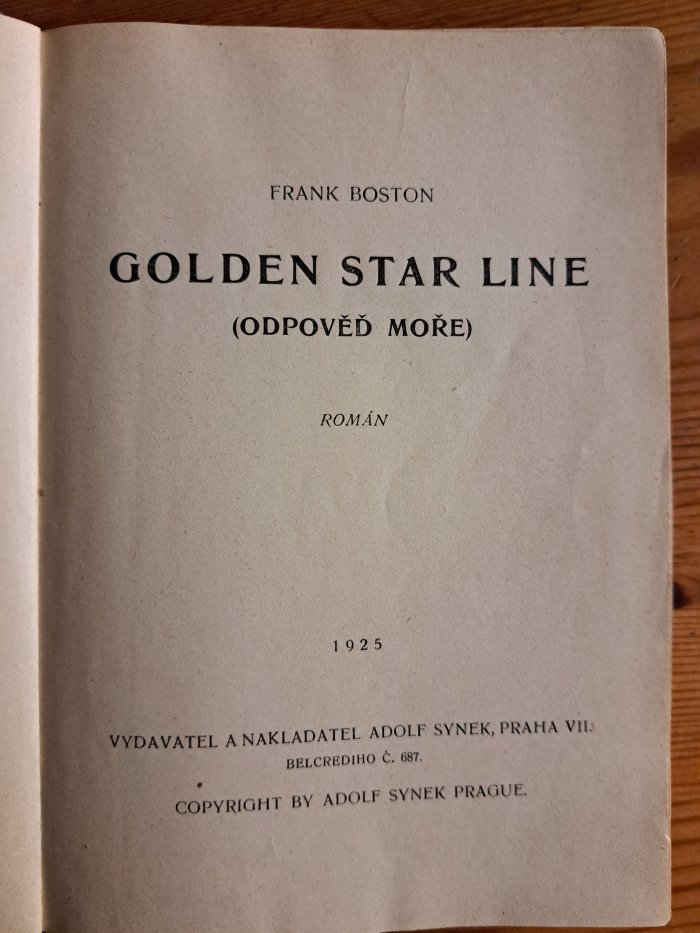 FRANK BOSTON
GOLDEN STAR LINE
(ODPOVĚĎ MOŘE)
ROMÁN
1925
VYDAVATEL A NAKLADATEL ADOLF SYNEK, PRAHA VII.
BELCREDIHO Č. 687.
COPYRIGHT BY ADOLF SYNEK PRAGUE.